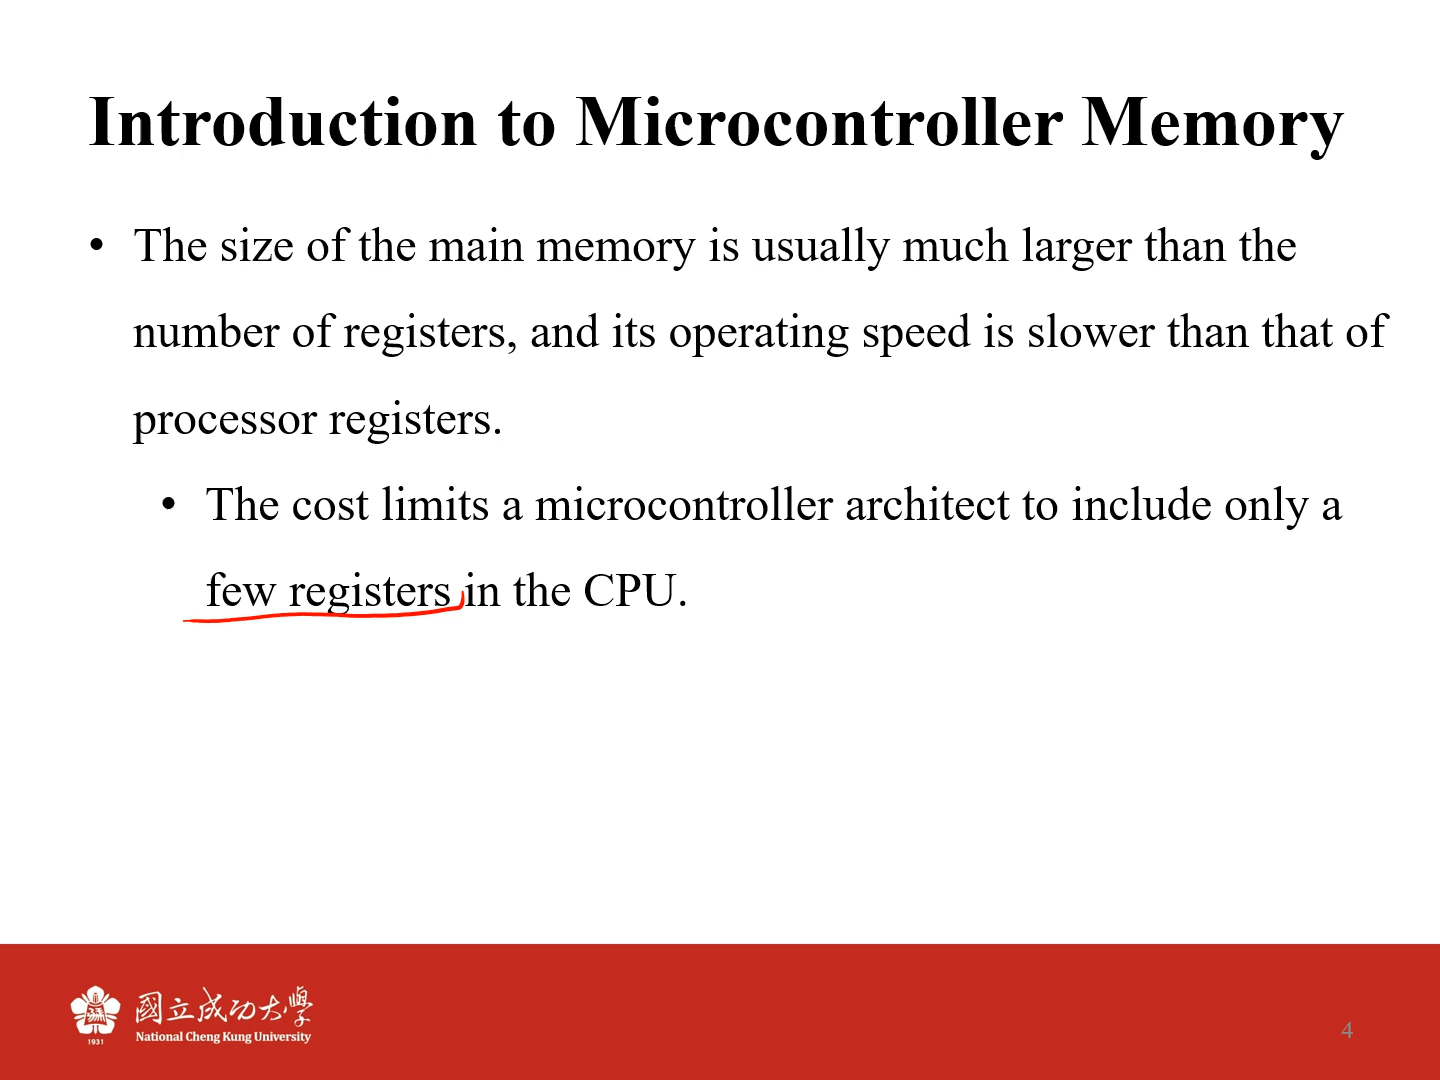 Introduction to Microcontroller Memory
• The size of the main memory is usually much larger than the
number of registers, and its operating speed is slower than that of
processor registers.
• The cost limits a microcontroller architect to include only a
few registers in the CPU.
1931
國立成功大學
National Cheng Kung University
4